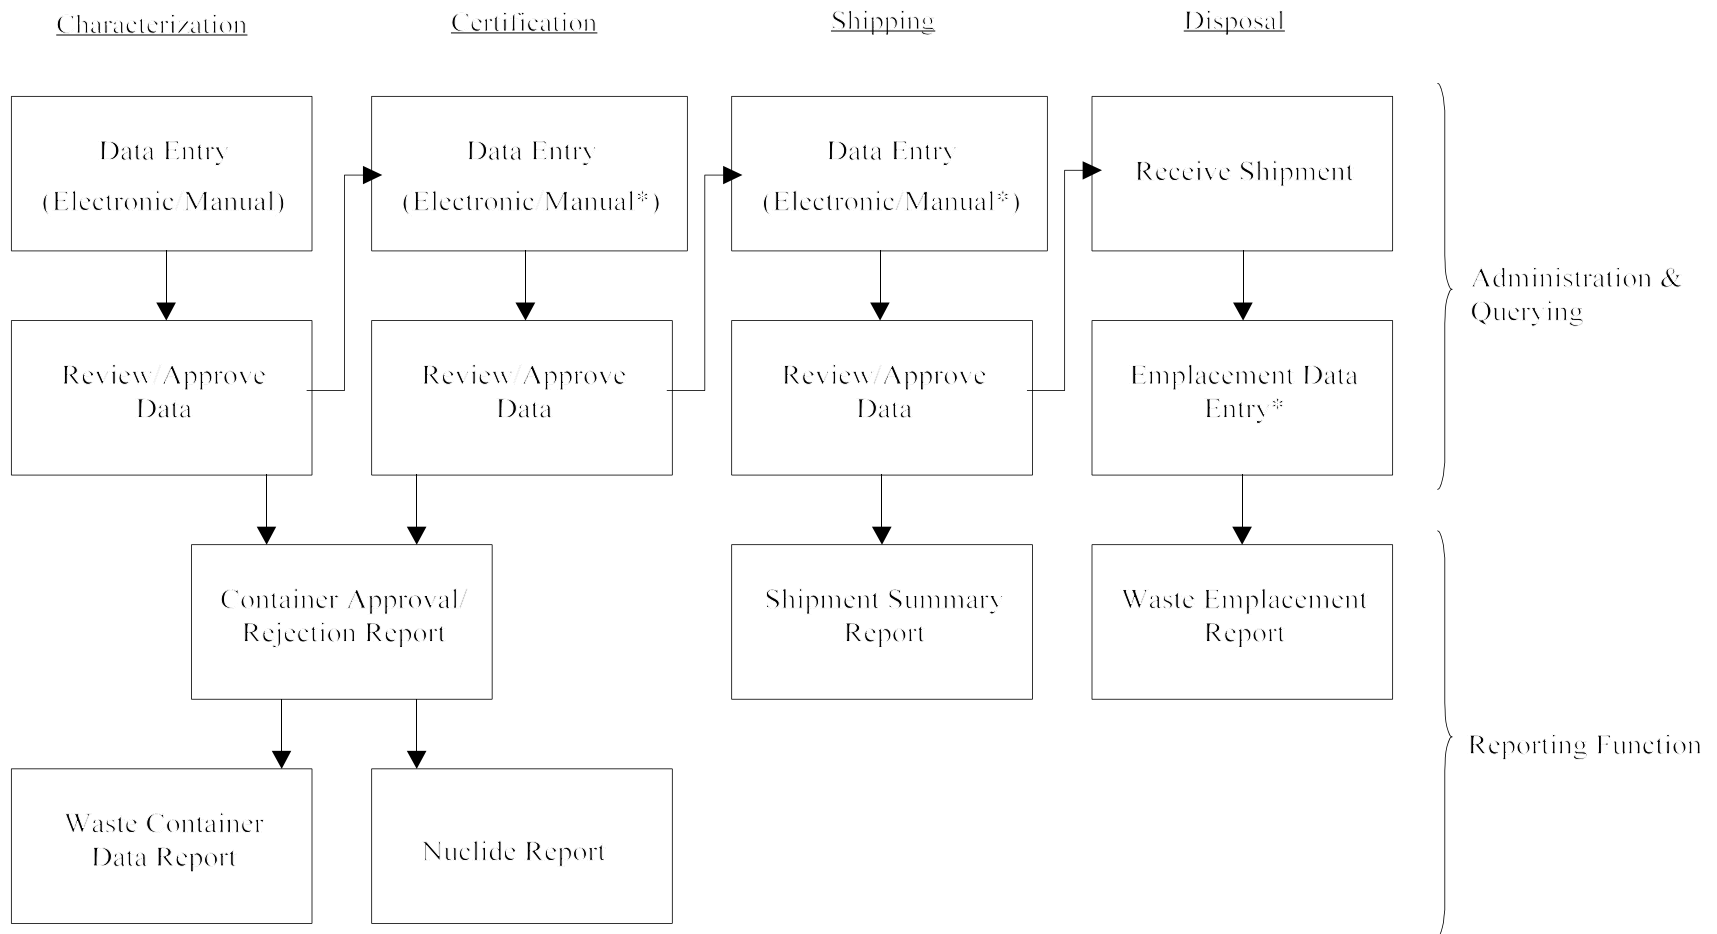 Characterization
Certification
Shipping
Disposal
Data Entry
(Electronic/Manual)
Data Entry
(Electronic/Manual*)
Data Entry
(Electronic/Manual*)
Receive Shipment
Administration &
Querying
Review/Approve
Data
Review/Approve
Data
Review/Approve
Data
Emplacement Data
Entry*
Container Approval/
Rejection Report
Shipment Summary
Report
Waste Emplacement
Report
Reporting Function
Waste Container
Data Report
Nuclide Report